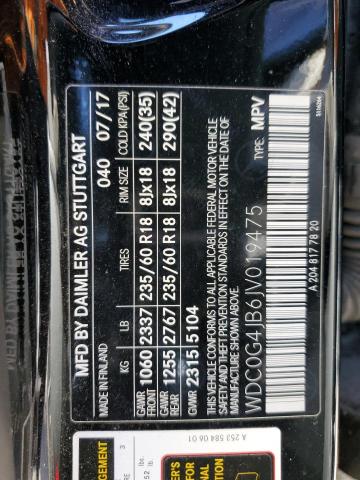 MFD BY DAIMLER AG STUTTGART
MADE IN FINLAND 040 07/17
KG LB TIRES RIM SIZE COLD KPA(PSI)
GAWR FRONT 1060 2337 235/60 R18 8Jx18 240(35)
GAWR REAR 1255 2767 235/60 R18 8Jx18 290(42)
GVWR 2315 5104
THIS VEHICLE CONFORMS TO ALL APPLICABLE FEDERAL MOTOR VEHICLE
SAFETY AND THEFT PREVENTION STANDARDS IN EFFECT ON THE DATE OF
MANUFACTURE SHOWN ABOVE.
WDC0G4JB6JV019475 TYPE: MPV
A 204 817 78 20
A 253 584 06 01